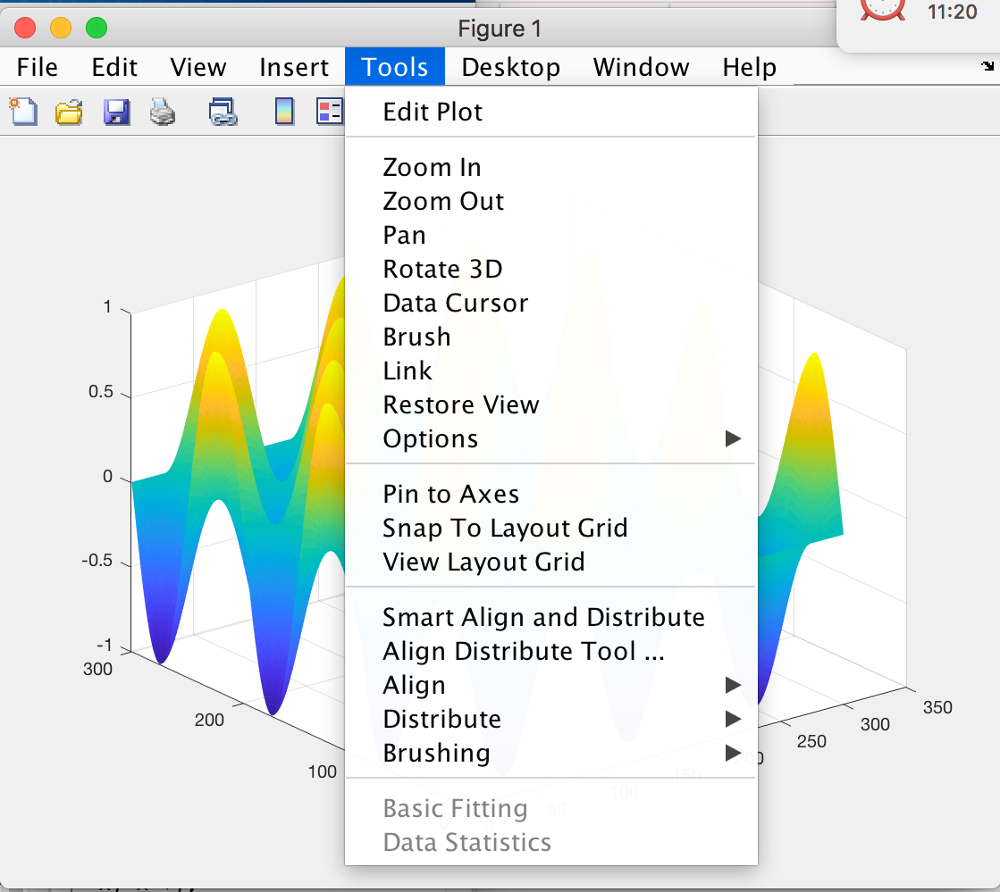 11:20
Figure 1
File Edit View Insert Tools Desktop Window Help
Edit Plot
Zoom In
Zoom Out
Pan
Rotate 3D
Data Cursor
Brush
Link
Restore View
Options
Pin to Axes
Snap To Layout Grid
View Layout Grid
Smart Align and Distribute
Align Distribute Tool ...
Align
Distribute
Brushing
Basic Fitting
Data Statistics
1
0.5
0
-0.5
-1
300
200
100
0
50
100
150
200
250
300
350